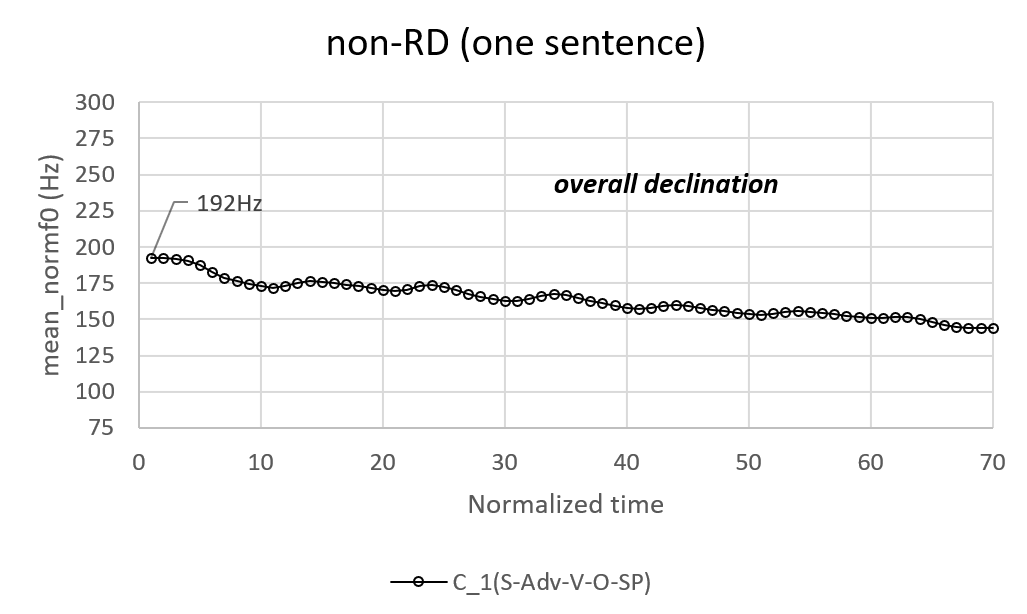 non-RD (one sentence)
mean_normf0 (Hz)
300
275
250
225
200
175
150
125
100
75
192Hz
overall declination
0 10 20 30 40 50 60 70
Normalized time
C_1(S-Adv-V-O-SP)